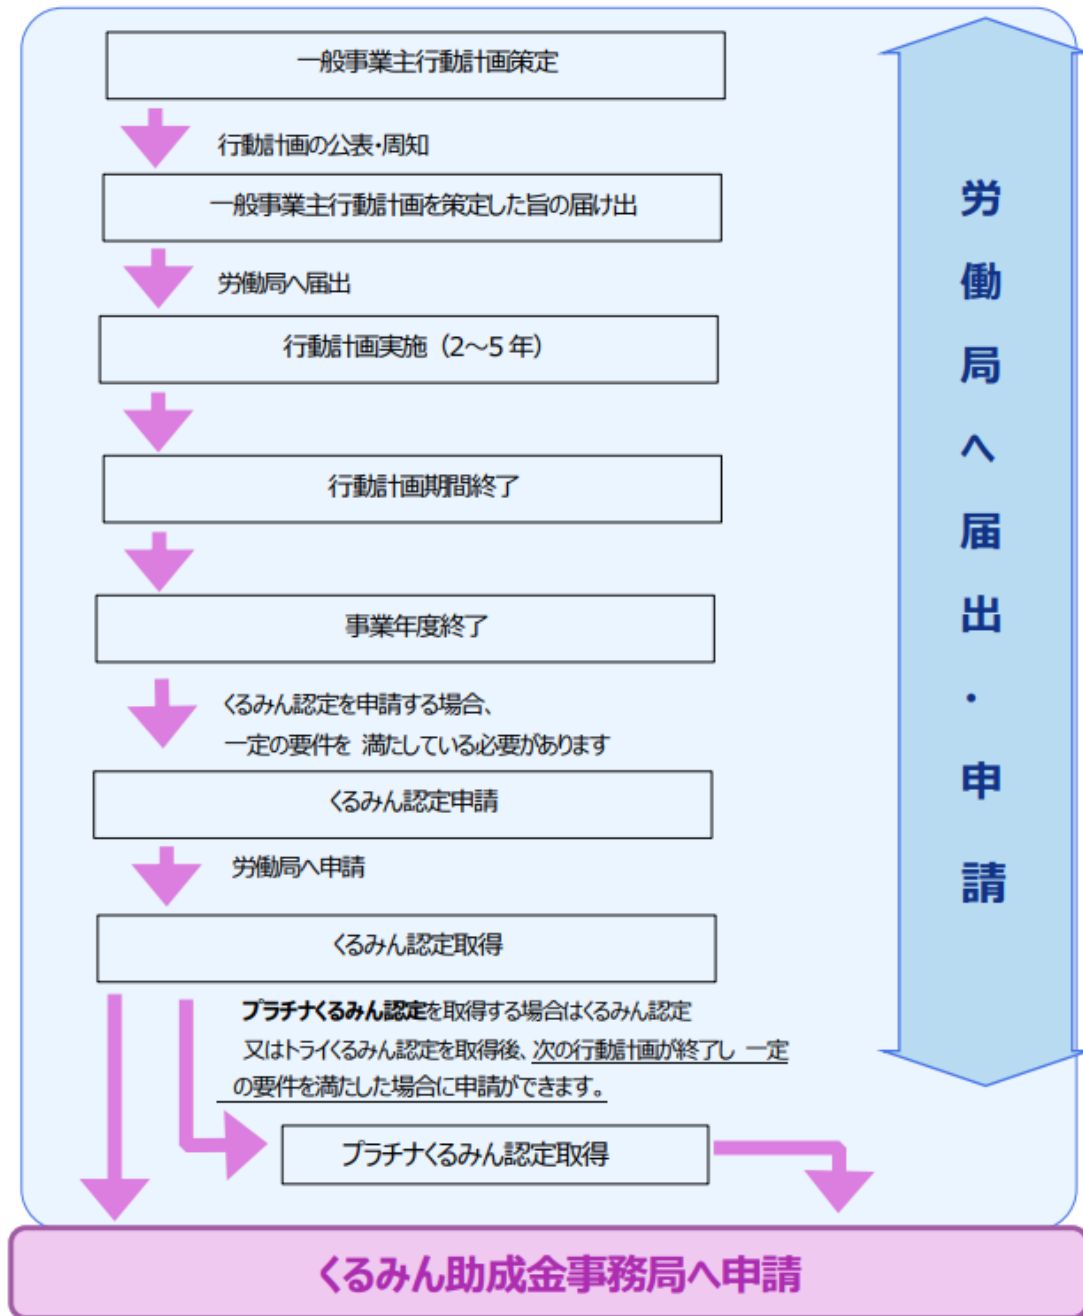 一般事業主行動計画策定
行動計画の公表・周知
一般事業主行動計画を策定した旨の届け出
労働局へ届出
行動計画実施（2～5 年）
行動計画期間終了
事業年度終了
くるみん認定を申請する場合、
一定の要件を 満たしている必要があります
くるみん認定申請
労働局へ申請
くるみん認定取得
プラチナくるみん認定を取得する場合はくるみん認定
又はトライくるみん認定を取得後、次の行動計画が終了し 一定
の要件を満たした場合に申請ができます。
プラチナくるみん認定取得
労働局へ届出・申請
くるみん助成金事務局へ申請